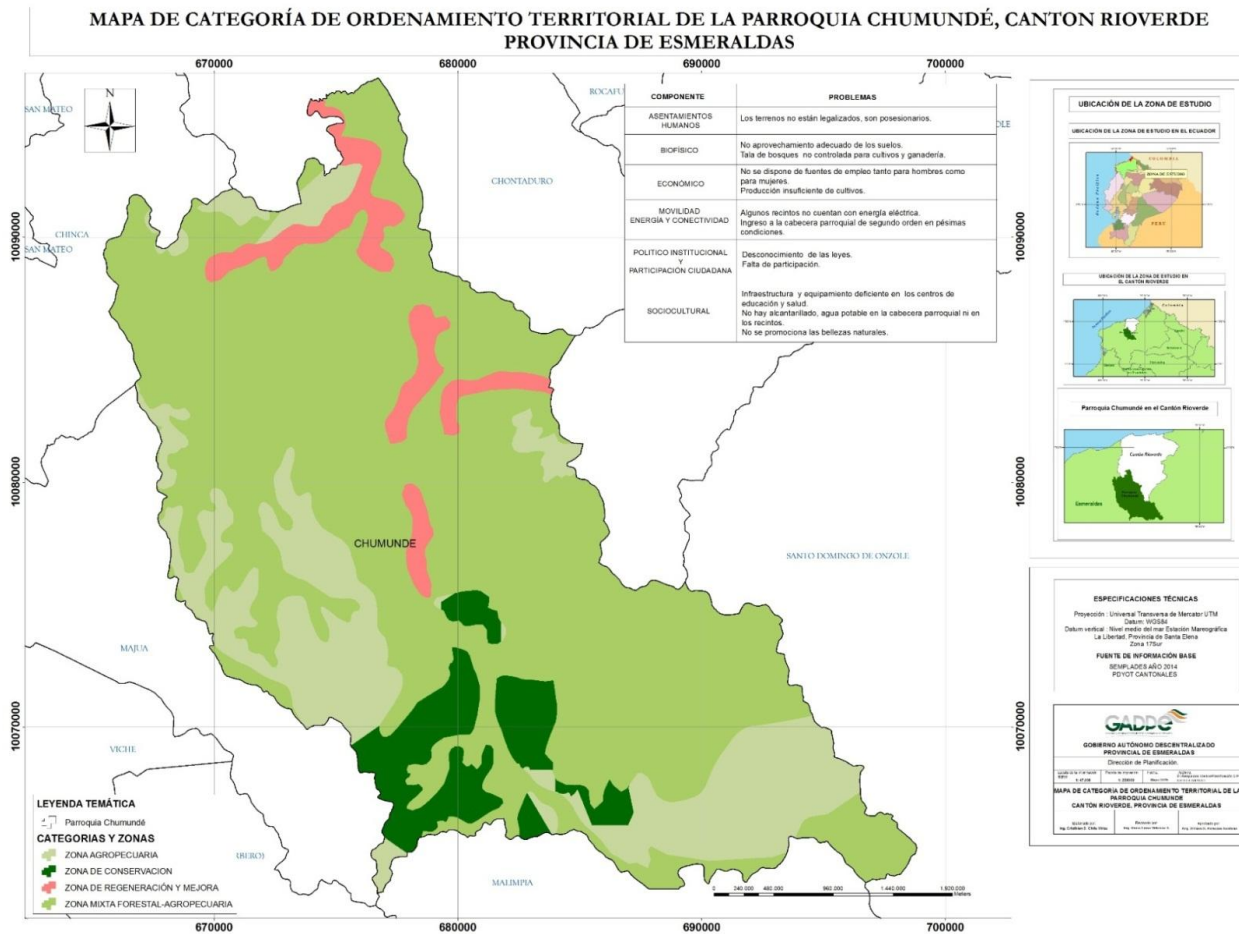 MAPA DE CATEGORÍA DE ORDENAMIENTO TERRITORIAL DE LA PARROQUIA CHUMUNDÉ, CANTON RIOVERDE
PROVINCIA DE ESMERALDAS
670000
680000
690000
700000
SAN MATEO
N
ROCAFU
CHONTADURO
CHINCA
SAN MATEO
10090000
10090000
10080000
10080000
10070000
10070000
COMPONENTE
PROBLEMAS
ASENTAMIENTOS
HUMANOS
Los terrenos no están legalizados, son posesionarios.
BIOFÍSICO
No aprovechamiento adecuado de los suelos.
Tala de bosques no controlada para cultivos y ganadería.
ECONÓMICO
No se dispone de fuentes de empleo tanto para hombres como
para mujeres.
Producción insuficiente de cultivos.
MOVILIDAD
ENERGÍA Y CONECTIVIDAD
Algunos recintos no cuentan con energía eléctrica.
Ingreso a la cabecera parroquial de segundo orden en pésimas
condiciones.
POLITICO INSTITUCIONAL
Y
PARTICIPACIÓN CIUDADANA
Desconocimiento de las leyes.
Falta de participación.
SOCIOCULTURAL
Infraestructura y equipamiento deficiente en los centros de
educación y salud.
No hay alcantarillado, agua potable en la cabecera parroquial ni en
los recintos.
No se promociona las bellezas naturales.
OLE
CHUMUNDE
SANTO DOMINGO DE ONZOLE
MAJUA
VICHE
MALIMPIA
LEYENDA TEMÁTICA
Parroquia Chumundé
CATEGORIAS Y ZONAS
ZONA AGROPECUARIA
ZONA DE CONSERVACION
ZONA DE REGENERACIÓN Y MEJORA
ZONA MIXTA FORESTAL-AGROPECUARIA
0 240.000 480.000 960.000 1.440.000 1.920.000
Meters
670000
680000
690000
700000
UBICACIÓN DE LA ZONA DE ESTUDIO
UBICACIÓN DE LA ZONA DE ESTUDIO EN EL ECUADOR
COLOMBIA
ZONA DE ESTUDIO
PERÚ
UBICACIÓN DE LA ZONA DE ESTUDIO EN
EL CANTÓN RIOVERDE
Colombia
Parroquia Chumundé en el Cantón Rioverde
Cantón Rioverde
Esmeraldas
ESPECIFICACIONES TÉCNICAS
Proyección : Universal Transversa de Mercator UTM
Datum: WGS84
Datum vertical : Nivel medio del mar Estación Mareográfica
La Libertad, Provincia de Santa Elena
Zona 17Sur
FUENTE DE INFORMACIÓN BASE
SEMPLADES AÑO 2014
PDYOT CANTONALES
GADPE
GOBIERNO AUTÓNOMO DESCENTRALIZADO
PROVINCIAL DE ESMERALDAS
Dirección de Planificación.
MAPA DE CATEGORÍA DE ORDENAMIENTO TERRITORIAL DE LA
PARROQUIA CHUMUNDE
CANTÓN RIOVERDE, PROVINCIA DE ESMERALDAS